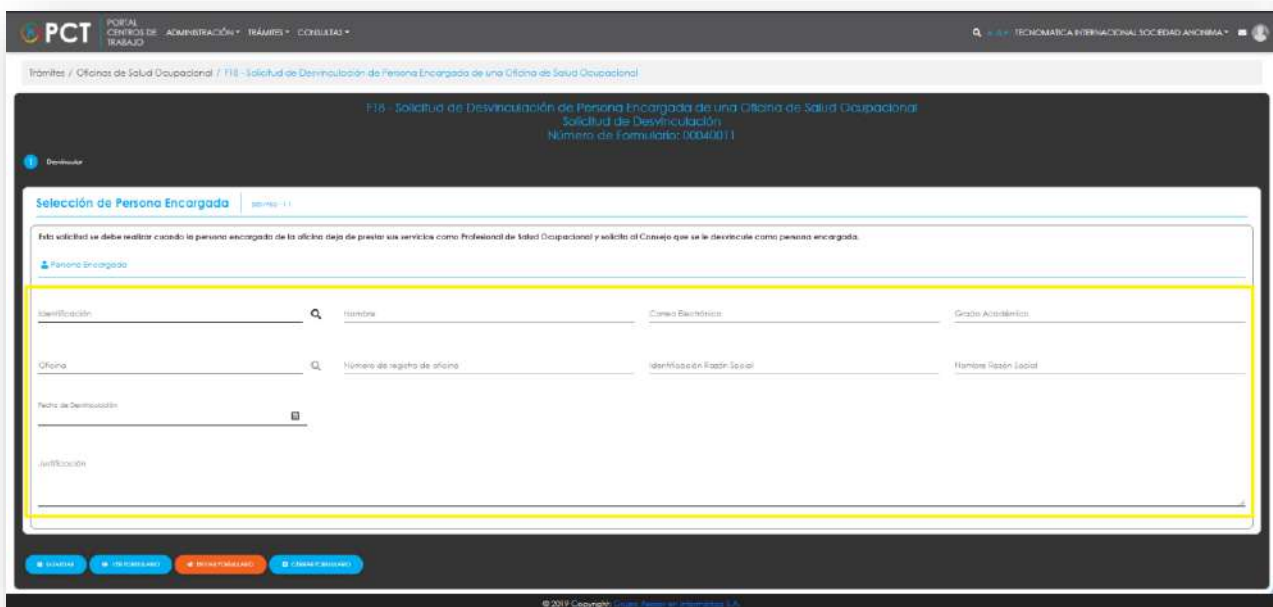 PCT
PORTAL
CENTROS DE
TRABAJO
ADMINISTRACIÓN
TRÁMITES
CONSULTAS
TECNOMATICA INTERNACIONAL SOCIEDAD ANONIMA
Trámites / Oficinas de Salud Ocupacional / F18 - Solicitud de Desvinculación de Persona Encargada de una Oficina de Salud Ocupacional
F18 - Solicitud de Desvinculación de Persona Encargada de una Oficina de Salud Ocupacional
Solicitud de Desvinculación
Número de Formulario: 00040011
1 Desvincular
Selección de Persona Encargada
Esta solicitud se debe realizar cuando la persona encargada de la oficina deja de prestar sus servicios como Profesional de Salud Ocupacional y solicita al Consejo que se le desvincule como persona encargada.
Persona Encargada
Identificación
Nombre
Correo Electrónico
Grado Académico
Oficina
Número de registro de oficina
Identificación Razón Social
Nombre Razón Social
Fecha de Desvinculación
Justificación
VER FORMULARIO
CERRAR FORMULARIO
© 2019 Copyright: